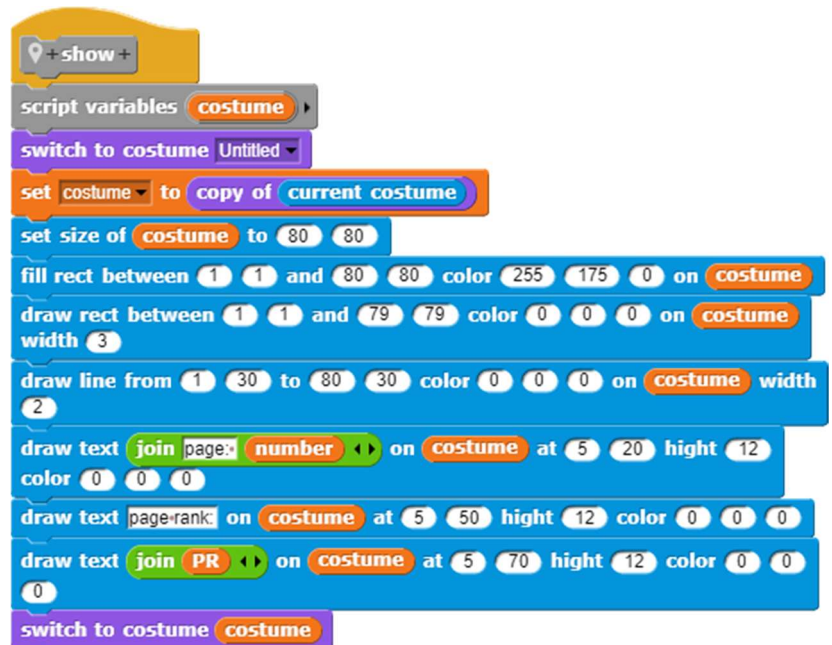 +show+
script variables costume
switch to costume Untitled
set costume to copy of current costume
set size of costume to 80 80
fill rect between 1 1 and 80 80 color 255 175 0 on costume
draw rect between 1 1 and 79 79 color 0 0 0 on costume
width 3
draw line from 1 30 to 80 30 color 0 0 0 on costume width
2
draw text join page: number on costume at 5 20 hight 12
color 0 0 0
draw text page rank: on costume at 5 50 hight 12 color 0 0 0
draw text join PR on costume at 5 70 hight 12 color 0 0
0
switch to costume costume